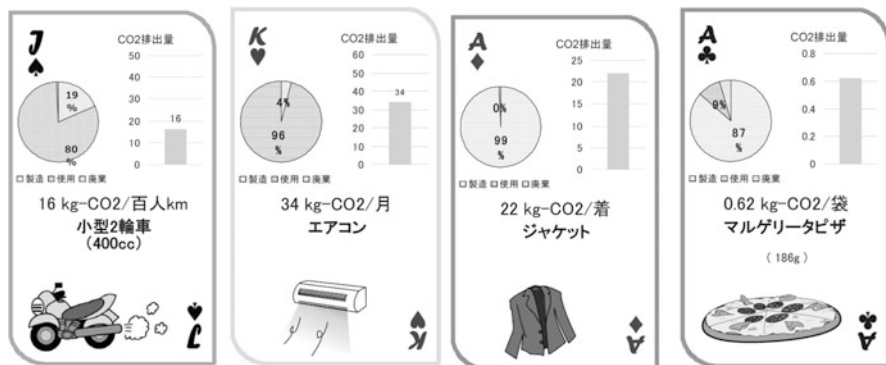 J
CO2排出量
50
40
30
20
10
0
16
19
%
80
%
□製造 □使用 □廃棄
16 kg-CO2/百人km
小型2輪車
(400cc)
J
K
CO2排出量
60
50
40
30
20
10
0
34
4%
96
%
□製造 □使用 □廃棄
34 kg-CO2/月
エアコン
K
A
CO2排出量
25
20
15
10
5
0
0%
99
%
□製造 □使用 □廃棄
22 kg-CO2/着
ジャケット
A
A
CO2排出量
0.8
0.6
0.4
0.2
0
9%
87
%
□製造 □使用 □廃棄
0.62 kg-CO2/袋
マルゲリータピザ
(186g)
A